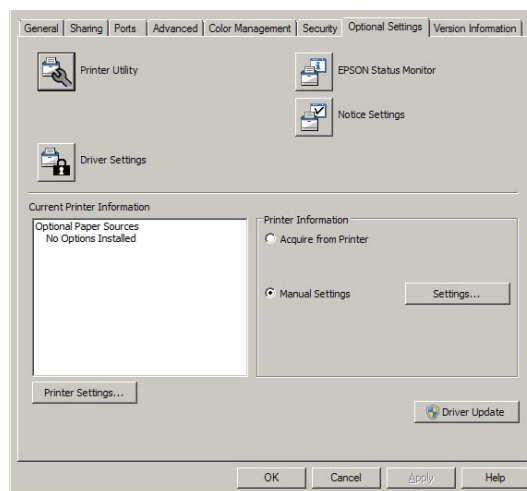 General Sharing Ports Advanced Color Management Security Optional Settings Version Information
Printer Utility
EPSON Status Monitor
Notice Settings
Driver Settings
Current Printer Information
Optional Paper Sources
No Options Installed
Printer Information
Acquire from Printer
Manual Settings
Settings...
Printer Settings...
Driver Update
OK Cancel Apply Help